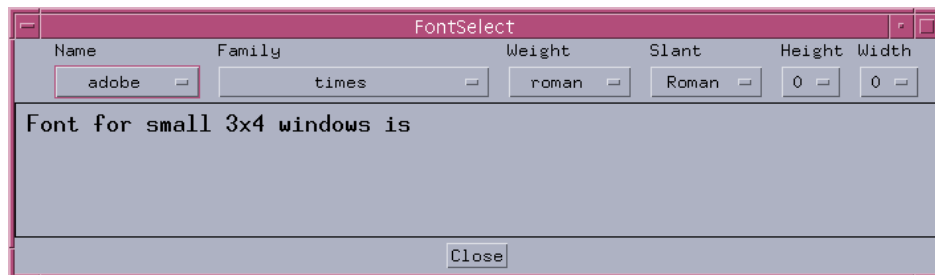 FontSelect
Name Family Weight Slant Height Width
adobe times roman Roman 0 0
Font for small 3x4 windows is
Close